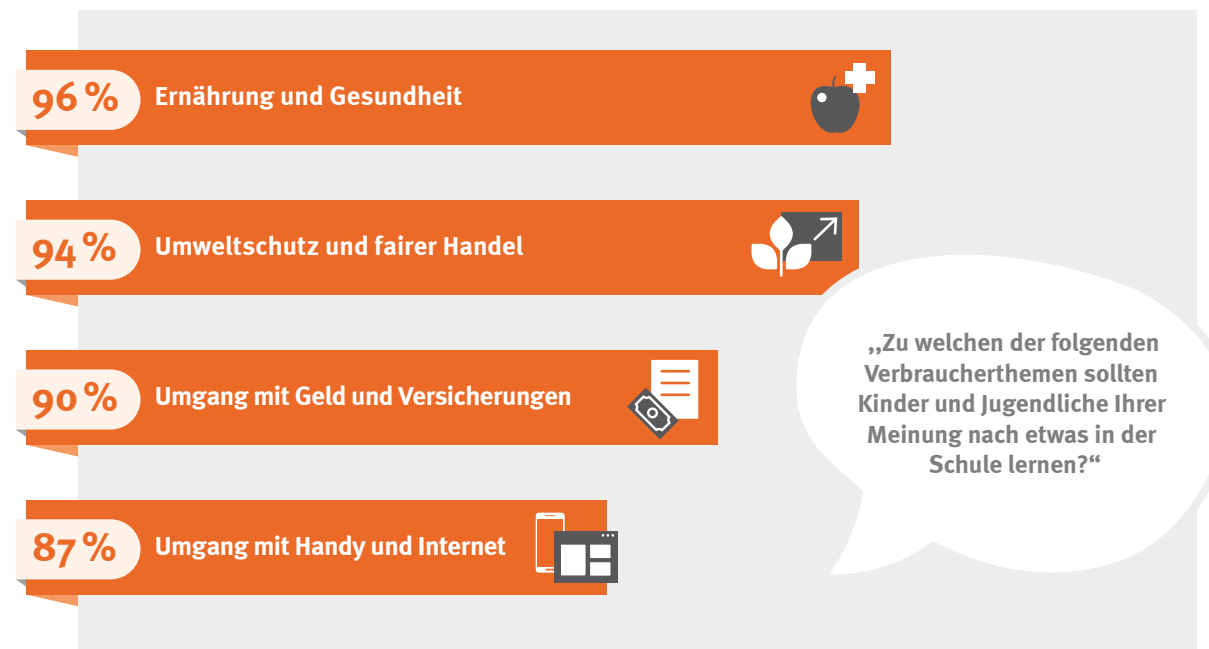 96 % Ernährung und Gesundheit
94 % Umweltschutz und fairer Handel
90 % Umgang mit Geld und Versicherungen
87 % Umgang mit Handy und Internet
,,Zu welchen der folgenden
Verbraucherthemen sollten
Kinder und Jugendliche Ihrer
Meinung nach etwas in der
Schule lernen?“